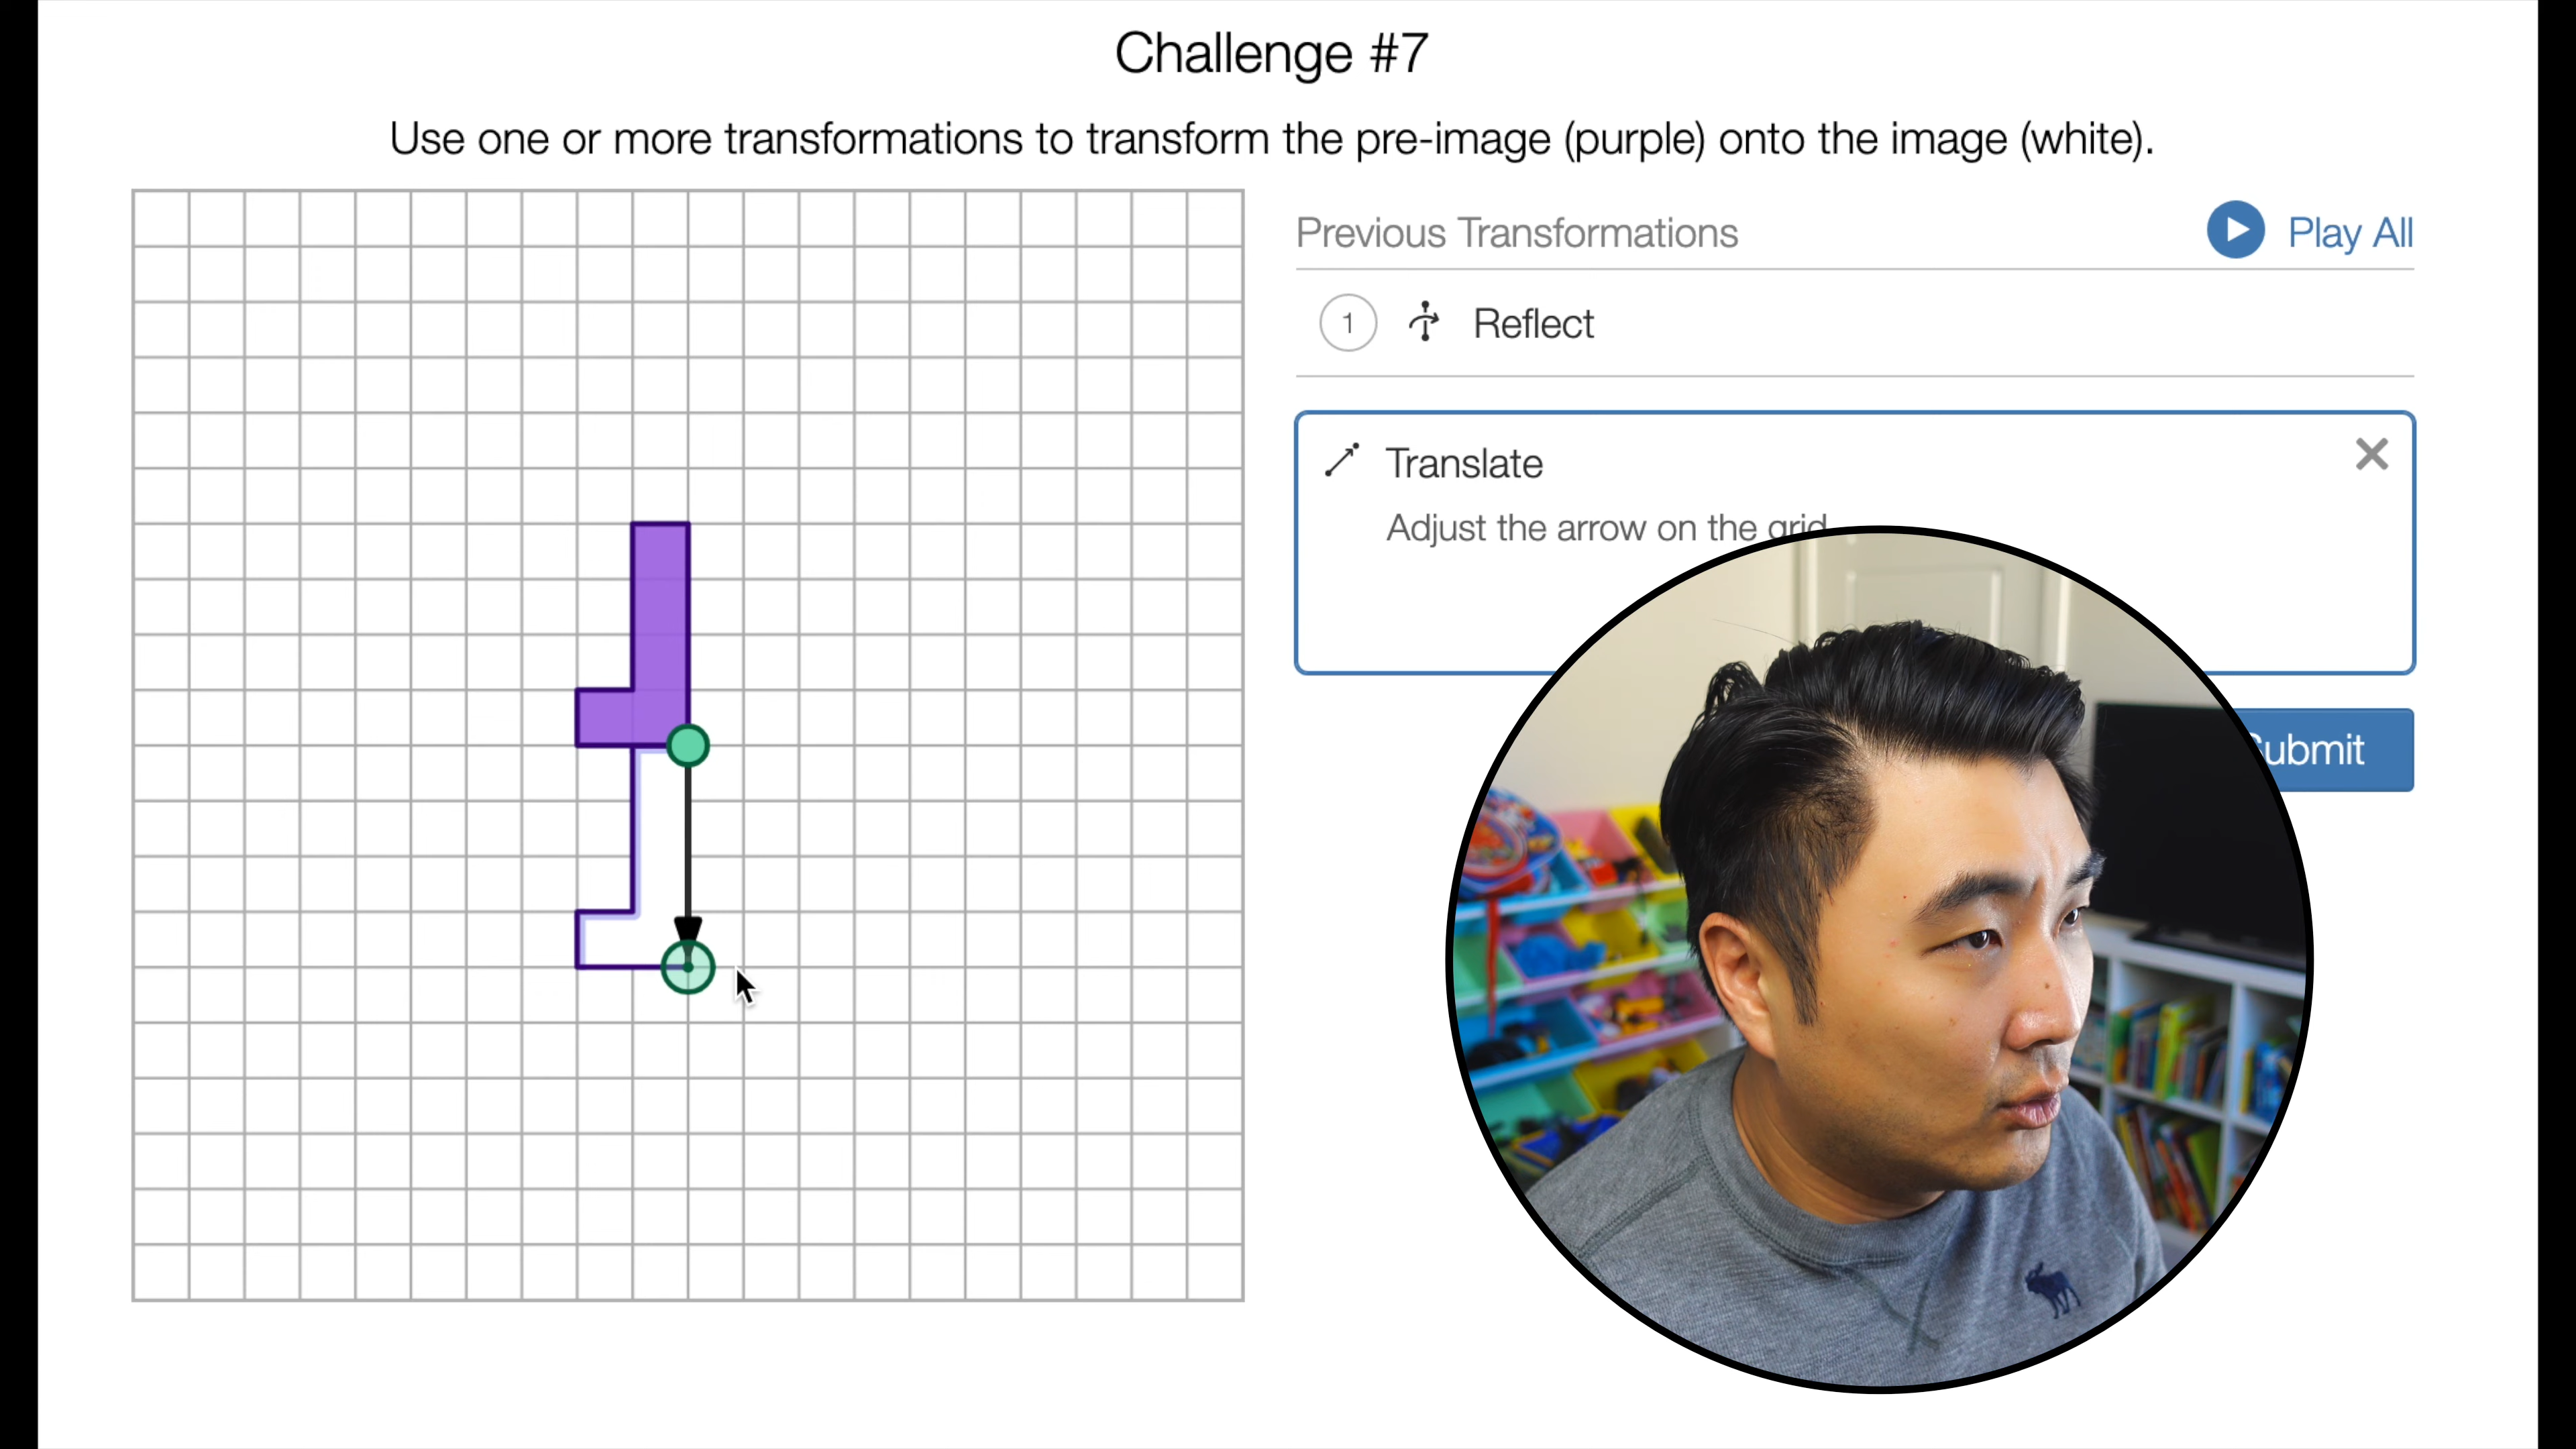 Challenge #7
Use one or more transformations to transform the pre-image (purple) onto the image (white).
Previous Transformations
Play All
1 Reflect
Translate
Adjust the arrow on the grid
Submit